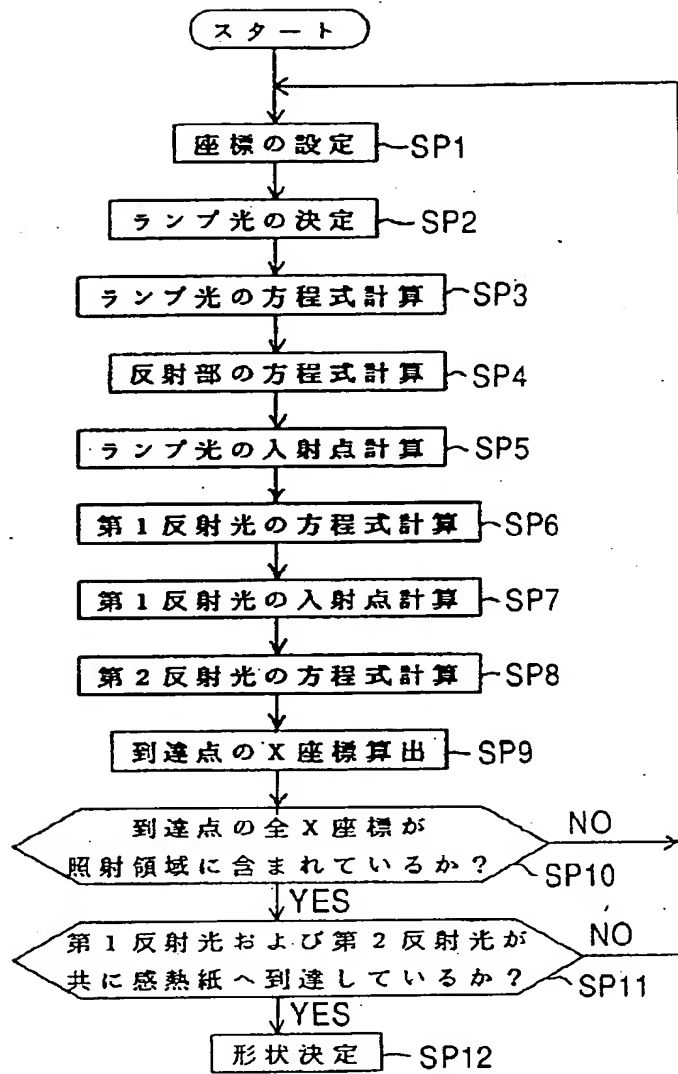 スタート
座標の設定 SP1
ランプ光の決定 SP2
ランプ光の方程式計算 SP3
反射部の方程式計算 SP4
ランプ光の入射点計算 SP5
第1反射光の方程式計算 SP6
第1反射光の入射点計算 SP7
第2反射光の方程式計算 SP8
到達点のX座標算出 SP9
到達点の全X座標が
照射領域に含まれているか？
NO
SP10
YES
第1反射光および第2反射光が
共に感熱紙へ到達しているか？
NO
SP11
YES
形状決定 SP12